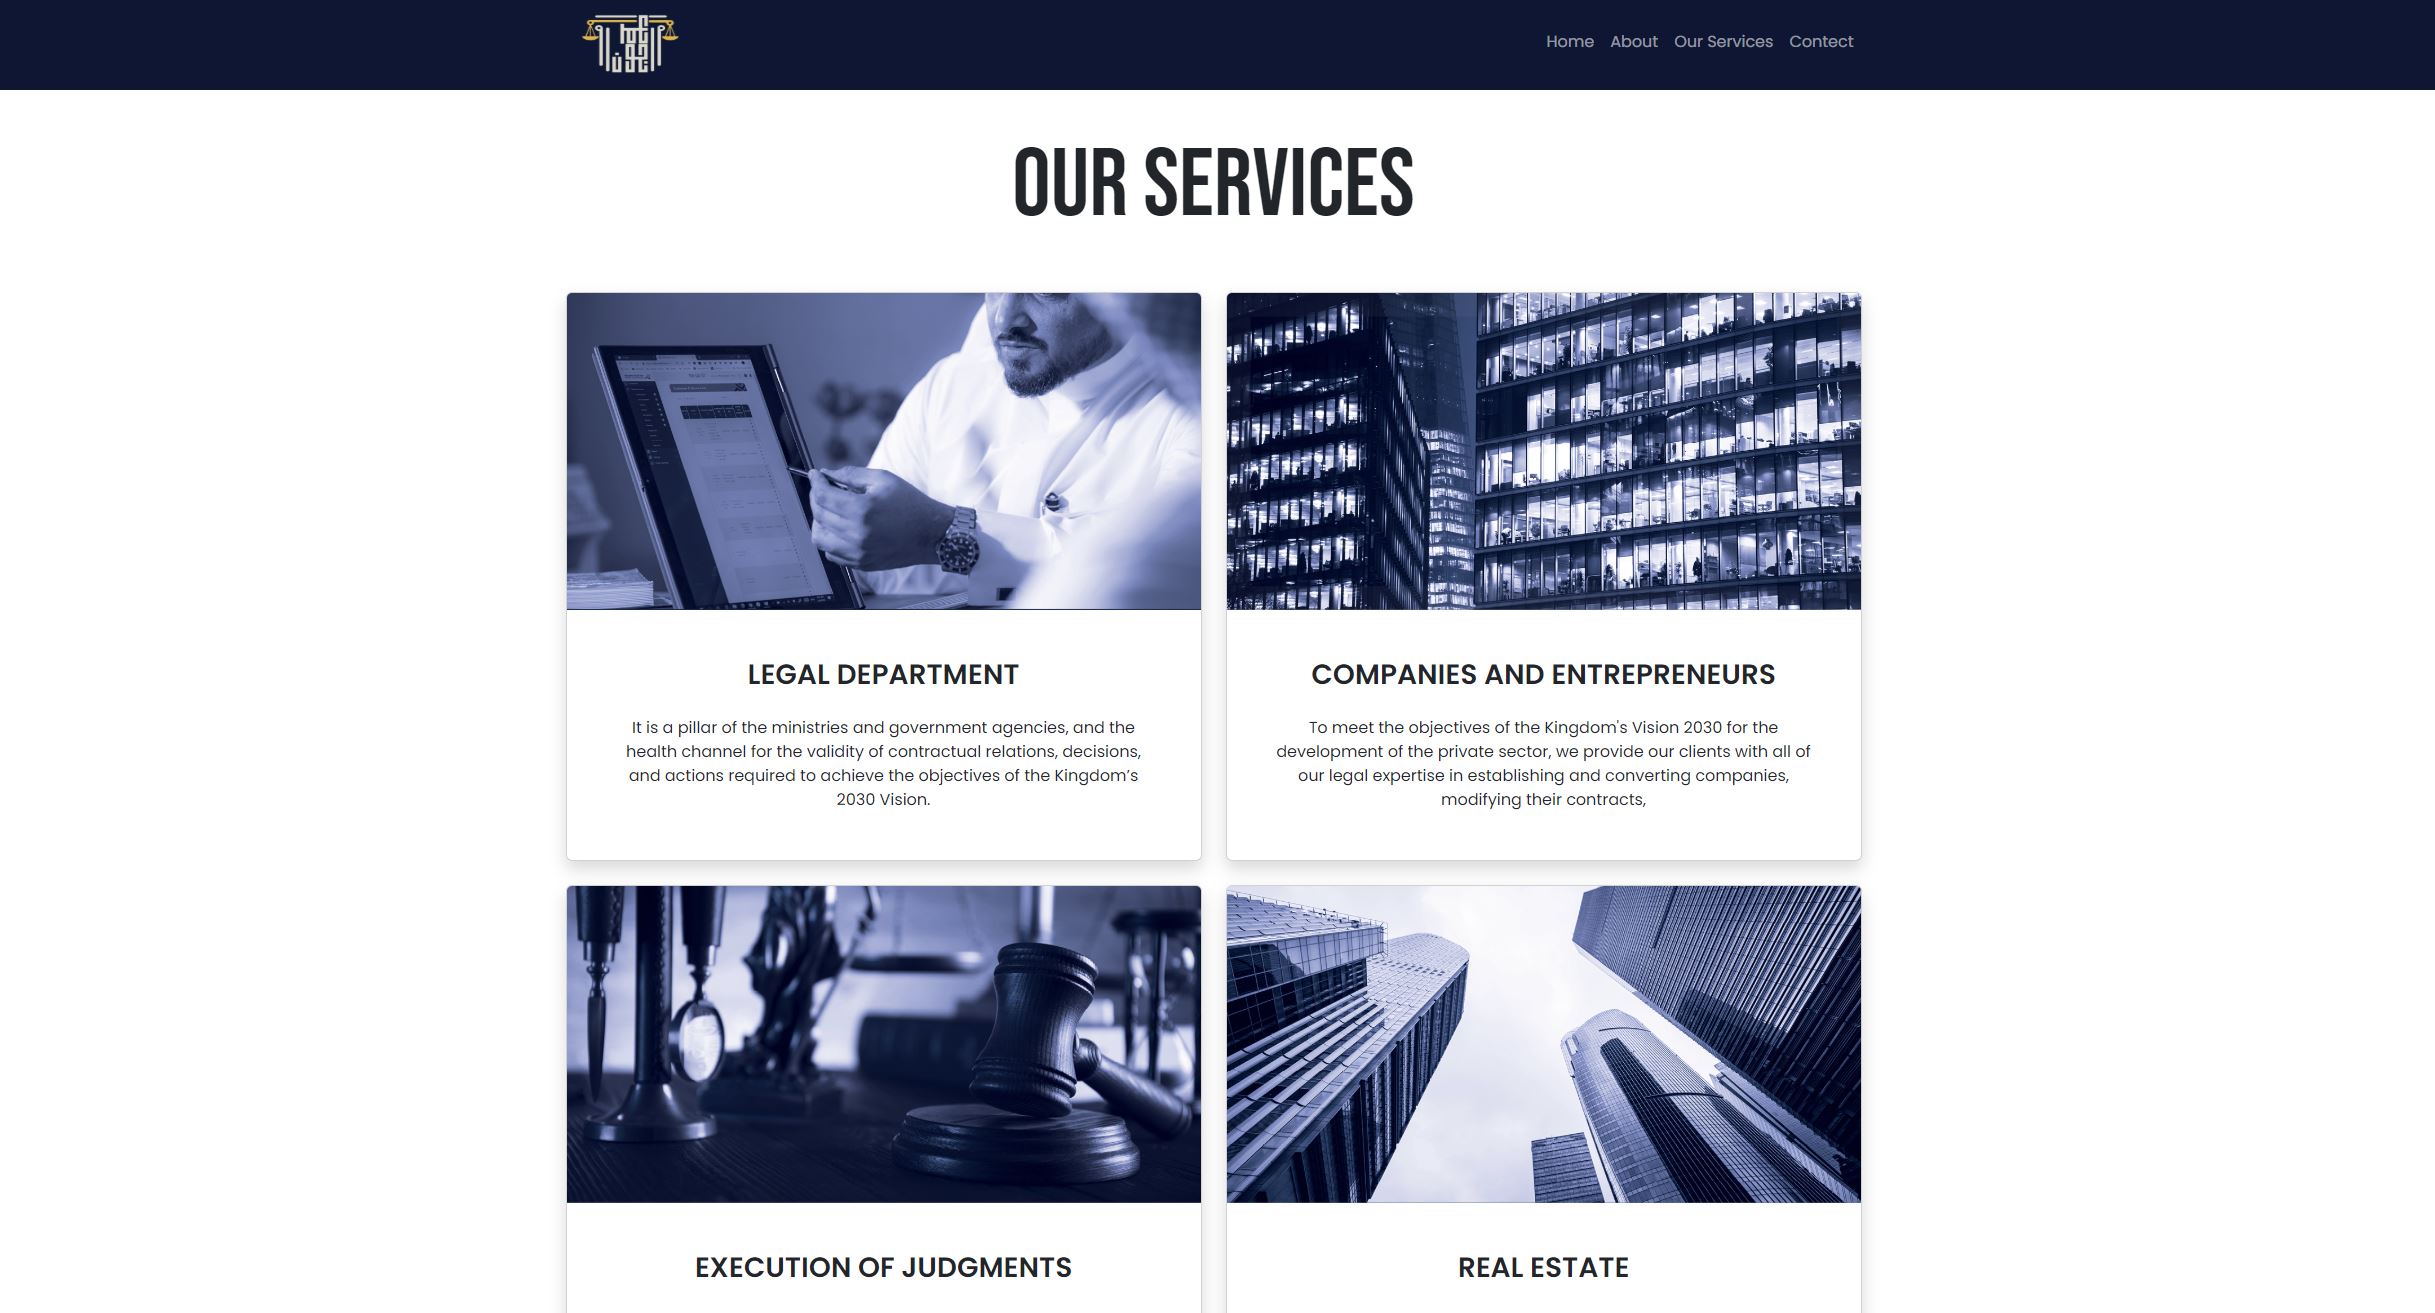 Home About Our Services Contect
OUR SERVICES
LEGAL DEPARTMENT
It is a pillar of the ministries and government agencies, and the
health channel for the validity of contractual relations, decisions,
and actions required to achieve the objectives of the Kingdom’s
2030 Vision.
COMPANIES AND ENTREPRENEURS
To meet the objectives of the Kingdom's Vision 2030 for the
development of the private sector, we provide our clients with all of
our legal expertise in establishing and converting companies,
modifying their contracts,
EXECUTION OF JUDGMENTS
REAL ESTATE